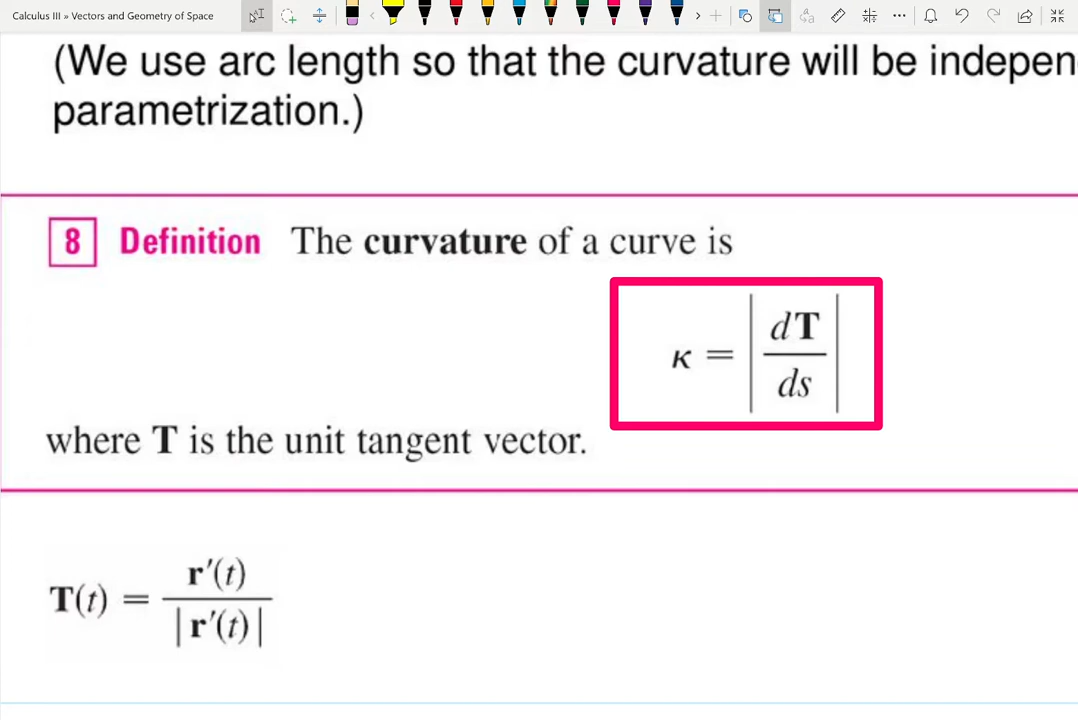 Calculus III » Vectors and Geometry of Space
(We use arc length so that the curvature will be indepen
parametrization.)
8 Definition The curvature of a curve is
κ = | dT / ds |
where T is the unit tangent vector.
T(t) = r′(t) / | r′(t) |